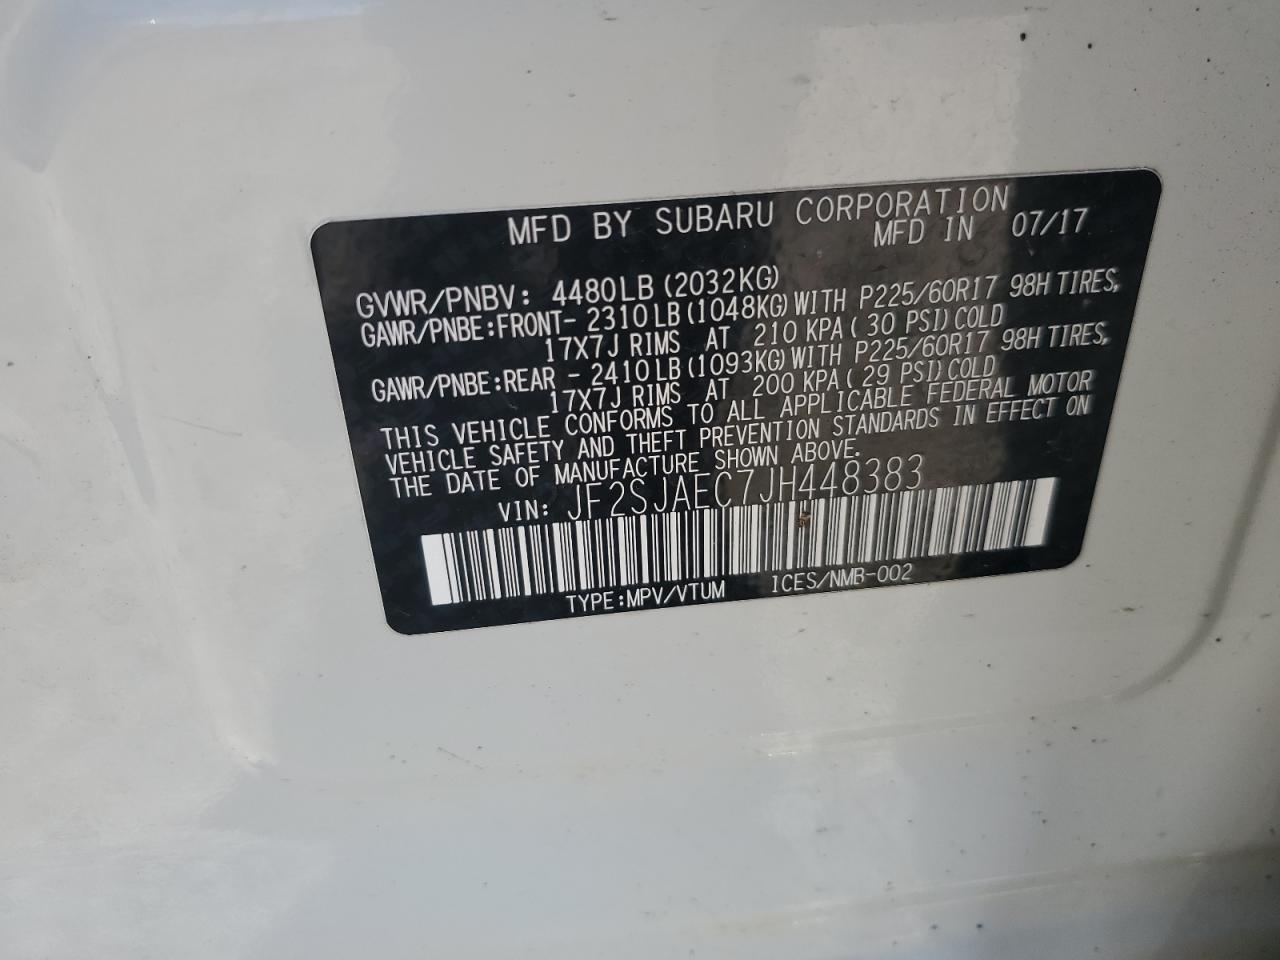 MFD BY SUBARU CORPORATION
MFD IN 07/17
GVWR/PNBV: 4480LB (2032KG)
GAWR/PNBE:FRONT- 2310LB (1048KG) WITH P225/60R17 98H TIRES,
17X7J RIMS AT 210 KPA ( 30 PSI) COLD
GAWR/PNBE:REAR - 2410LB (1093KG) WITH P225/60R17 98H TIRES,
17X7J RIMS AT 200 KPA ( 29 PSI) COLD
THIS VEHICLE CONFORMS TO ALL APPLICABLE FEDERAL MOTOR
VEHICLE SAFETY AND THEFT PREVENTION STANDARDS IN EFFECT ON
THE DATE OF MANUFACTURE SHOWN ABOVE.
VIN: JF2SJAEC7JH448383
TYPE:MPV/VTUM ICES/NMB-002